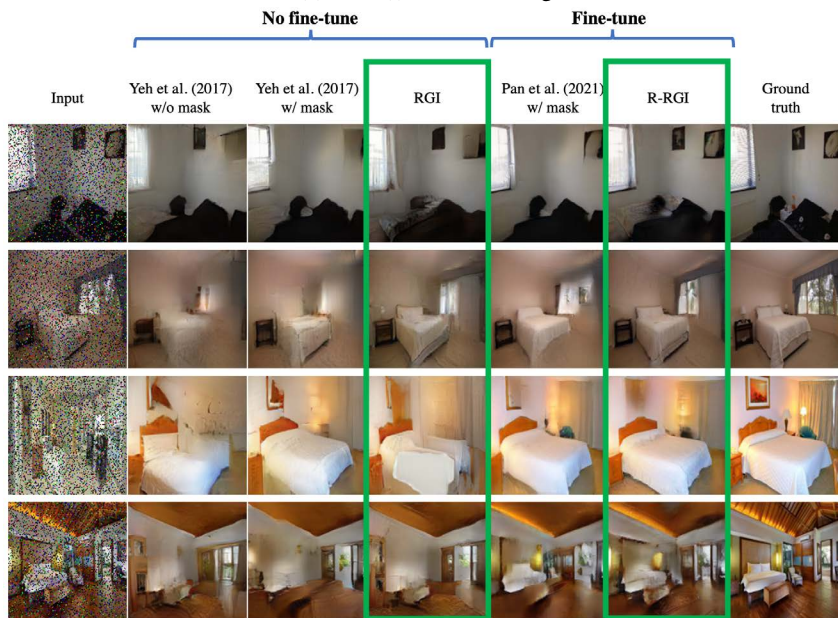 No fine-tune
Fine-tune
Input
Yeh et al. (2017)
w/o mask
Yeh et al. (2017)
w/ mask
RGI
Pan et al. (2021)
w/ mask
R-RGI
Ground
truth